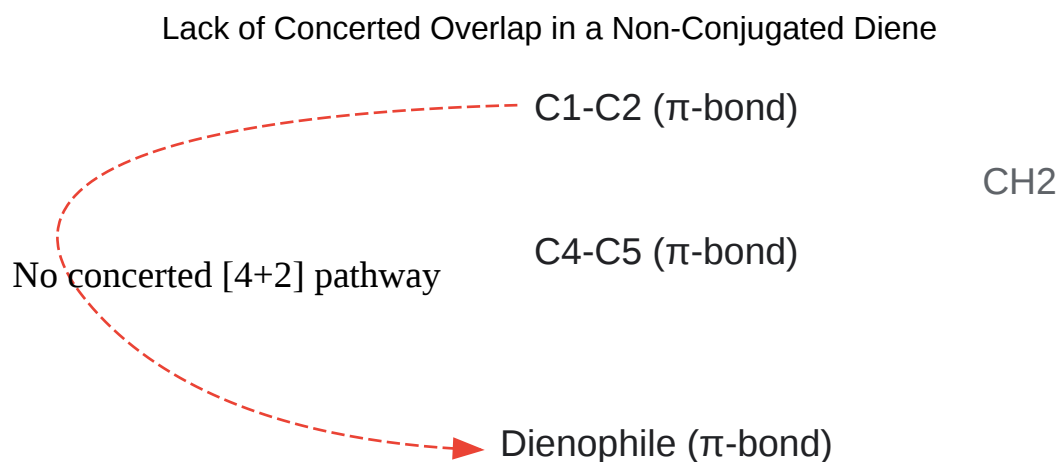 Lack of Concerted Overlap in a Non-Conjugated Diene
C1-C2 (π-bond)
CH2
C4-C5 (π-bond)
No concerted [4+2] pathway
Dienophile (π-bond)